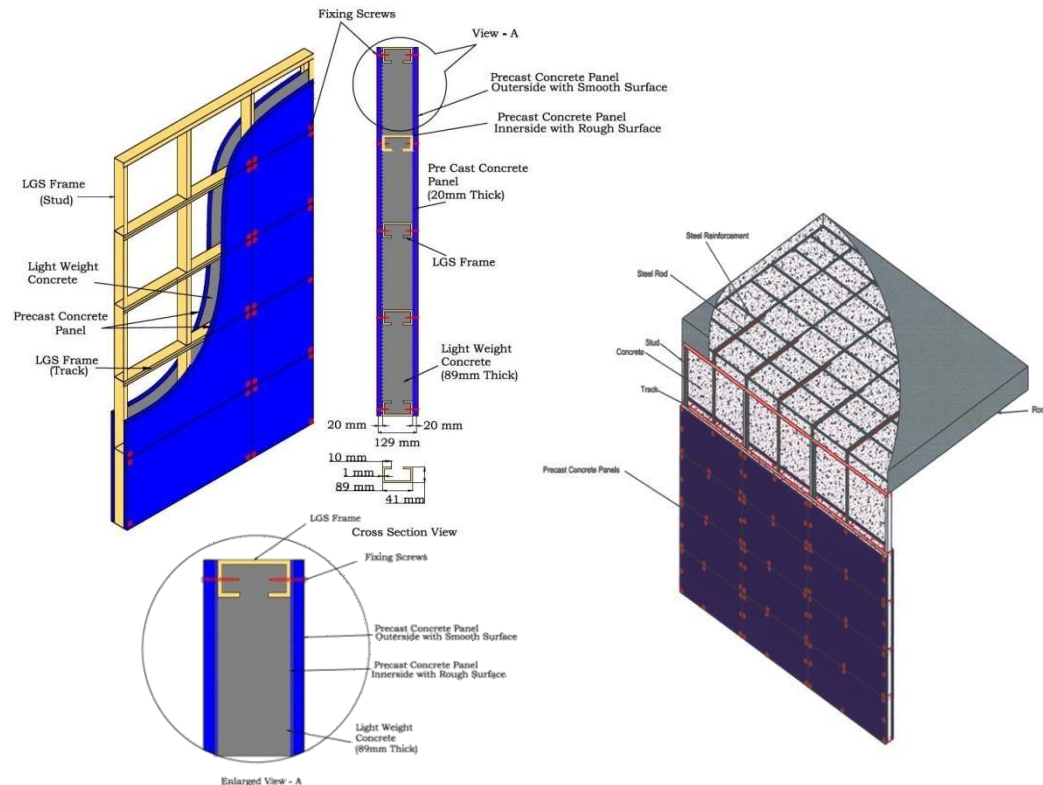 Fixing Screws
View - A
Precast Concrete Panel
Outerside with Smooth Surface
Precast Concrete Panel
Innerside with Rough Surface
LGS Frame
(Stud)
Pre Cast Concrete
Panel
(20mm Thick)
LGS Frame
Light Weight
Concrete
Precast Concrete
Panel
LGS Frame
(Track)
Light Weight
Concrete
(89mm Thick)
20 mm
20 mm
129 mm
10 mm
1 mm
89 mm
41 mm
LGS Frame
Cross Section View
Fixing Screws
Precast Concrete Panel
Outerside with Smooth Surface
Precast Concrete Panel
Innerside with Rough Surface
Light Weight
Concrete
(89mm Thick)
Enlarged View - A
Steel Reinforcement
Steel Rod
Stud
Concrete
Track
Precast Concrete Panels